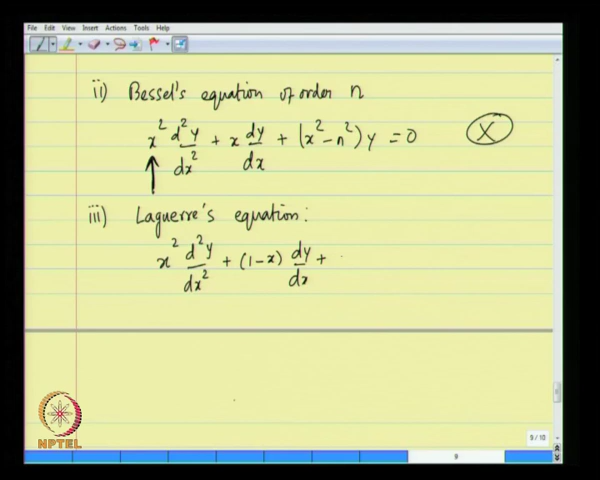 File Edit View Insert Actions Tools Help
ii) Bessel's equation of order n
x² d²y/dx² + x dy/dx + (x² - n²) y = 0 X
iii) Laguerre's equation:
x² d²y/dx² + (1-x) dy/dx +
NPTEL
9/10
9